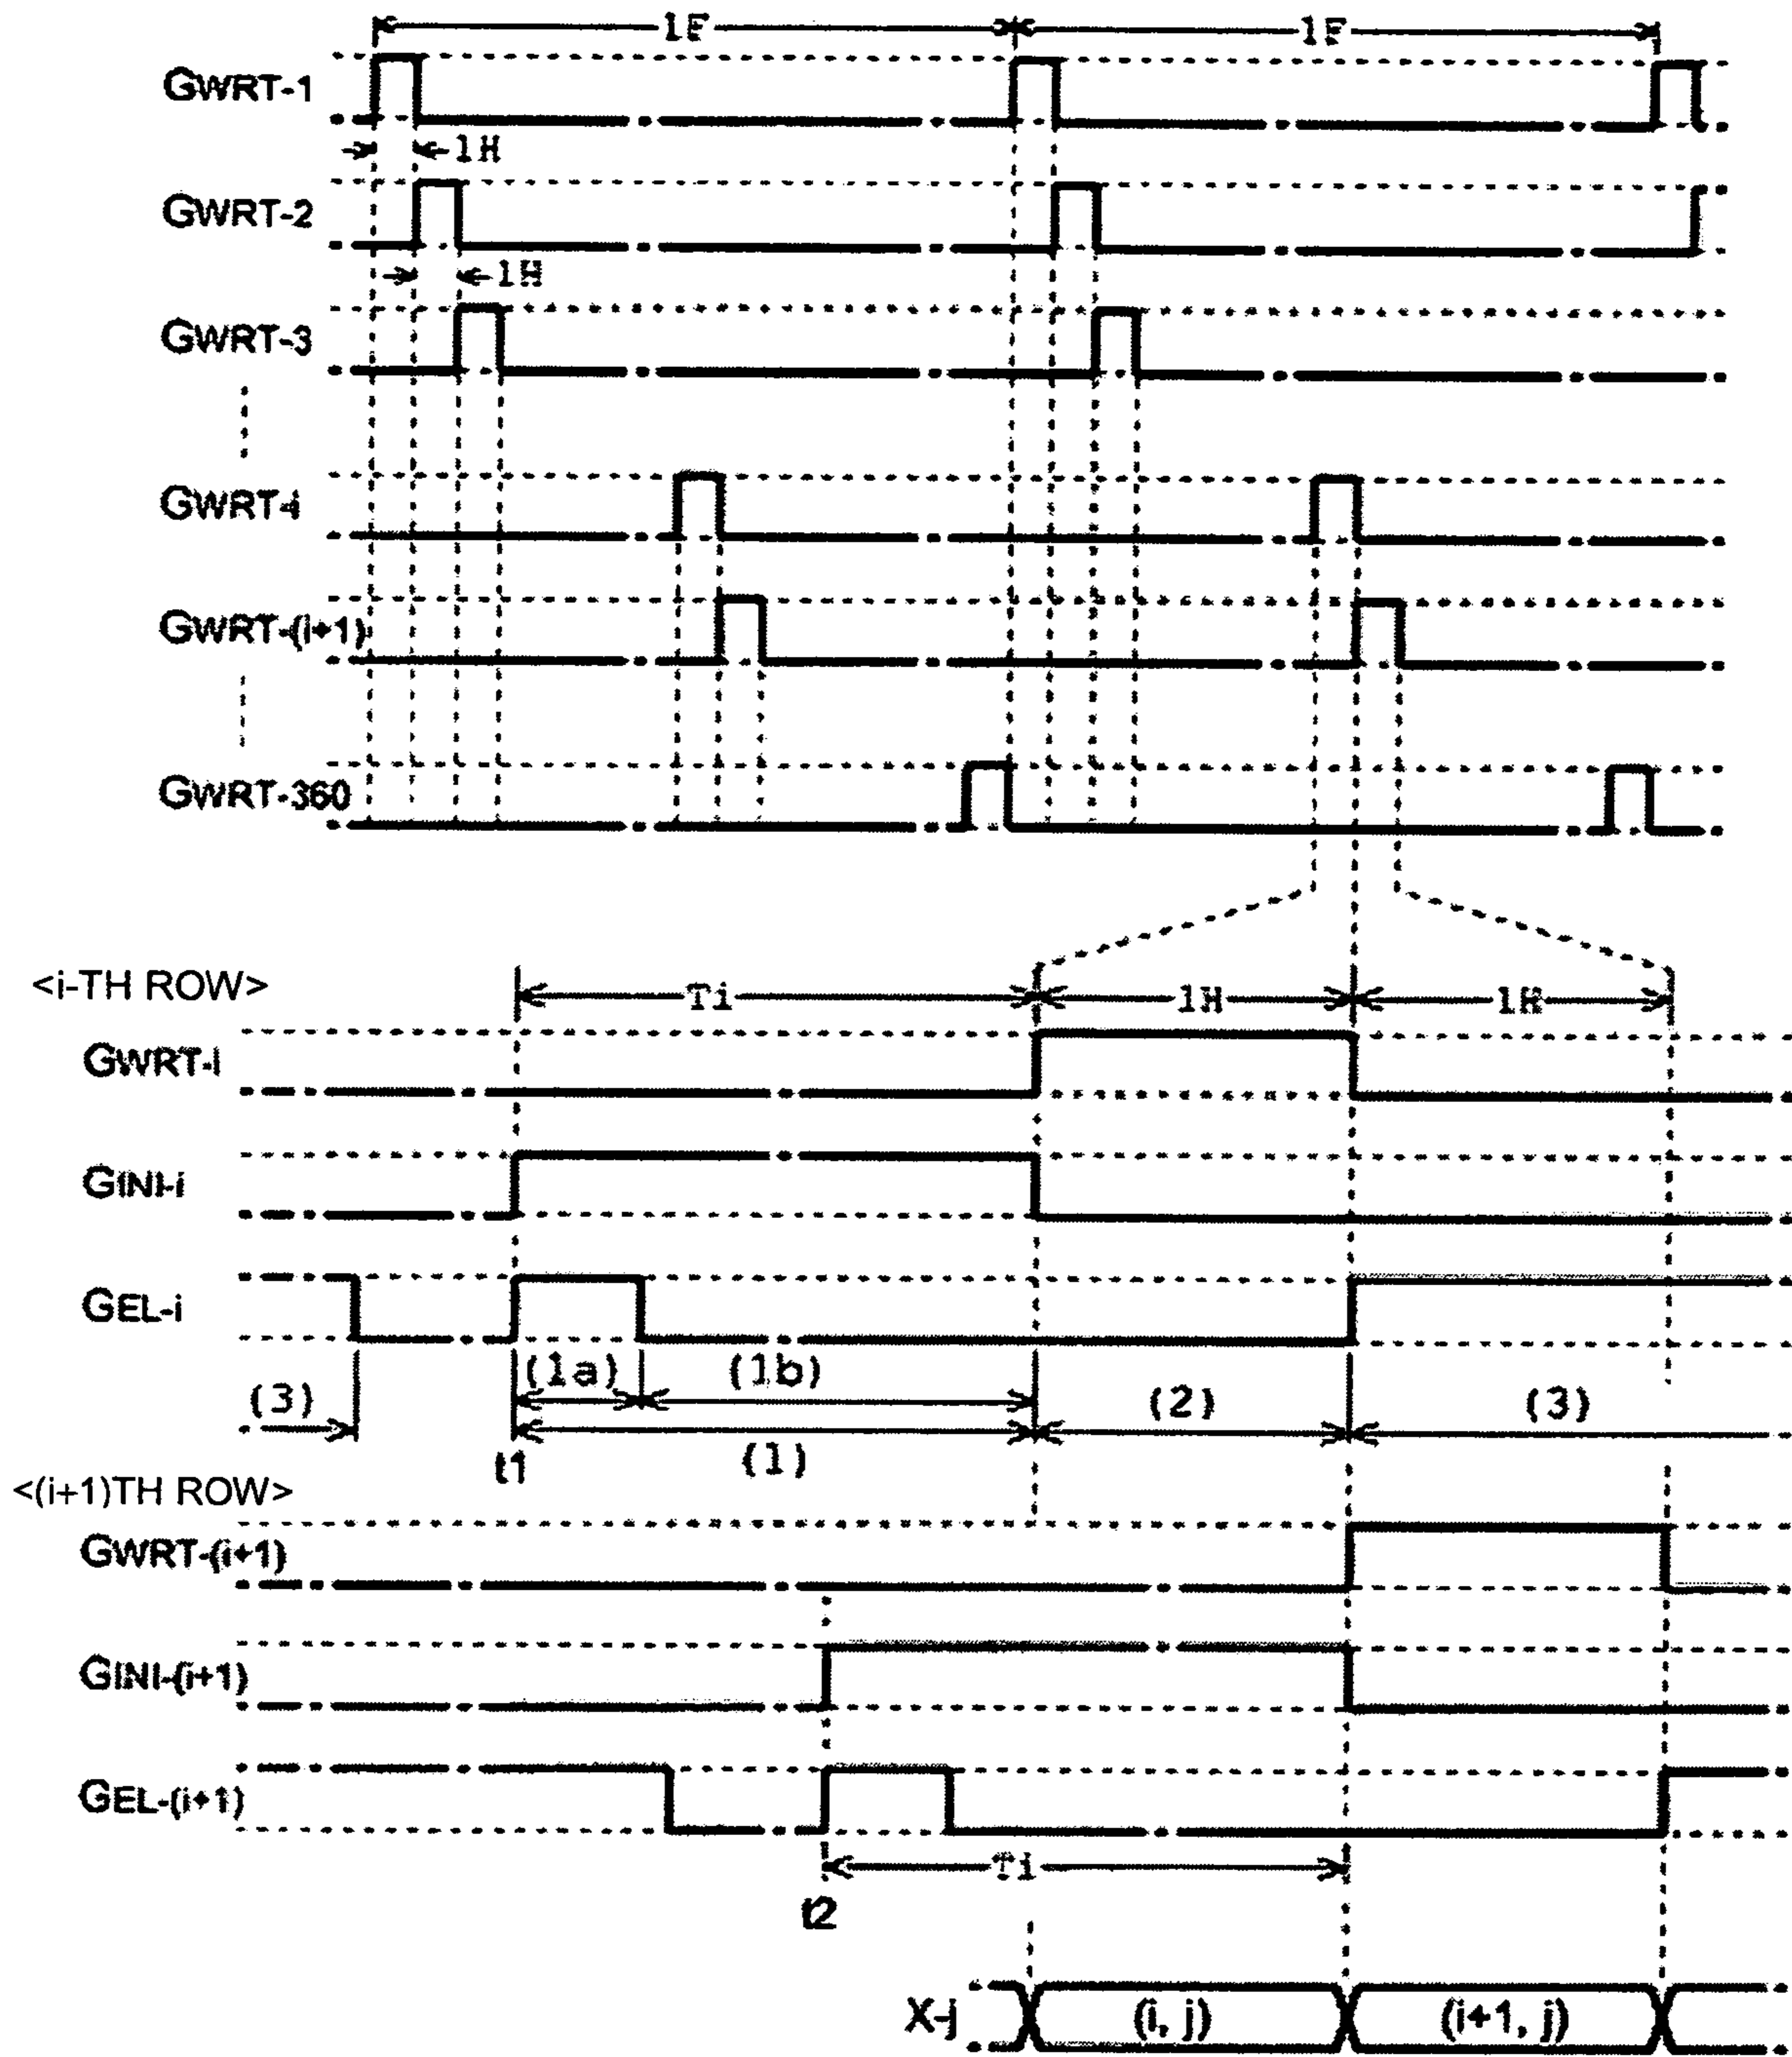 1F 1F
GWRT-1
1H
GWRT-2
1H
GWRT-3
GWRT-i
GWRT-(i+1)
GWRT-360
<i-TH ROW>
Ti 1H 1H
GWRT-i
GINI-i
GEL-i
(1a) (1b)
(3) (2) (3)
t1 (1)
<(i+1)TH ROW>
GWRT-(i+1)
GINI-(i+1)
GEL-(i+1)
Ti
t2
X-j (i, j) (i+1, j)